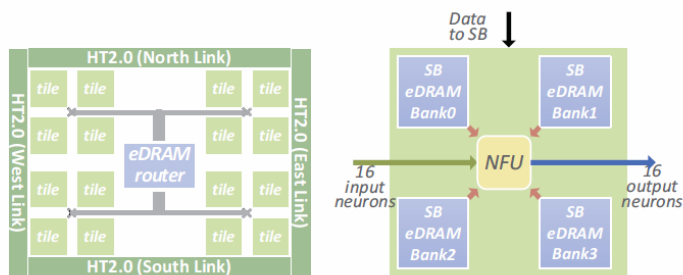 HT2.0 (North Link)
HT2.0 (West Link)
tile tile tile tile
tile tile tile tile
eDRAM
router
tile tile tile tile
tile tile tile tile
HT2.0 (East Link)
HT2.0 (South Link)
Data
to SB
SB
eDRAM
Bank0
SB
eDRAM
Bank1
NFU
16
input
neurons
16
output
neurons
SB
eDRAM
Bank2
SB
eDRAM
Bank3